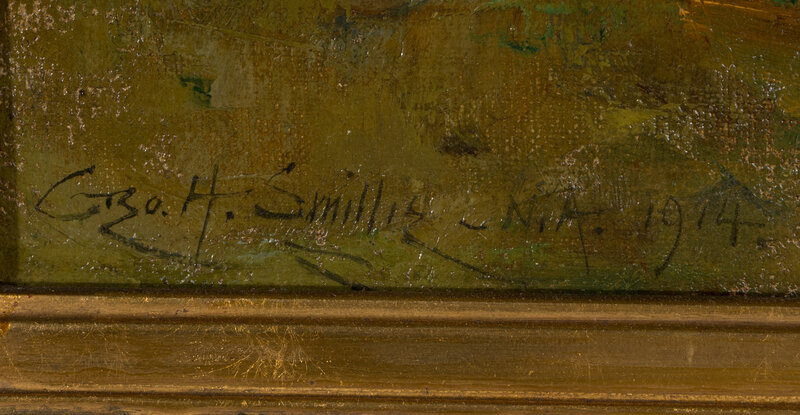 Geo. H. Smillie - N.A. 1914.